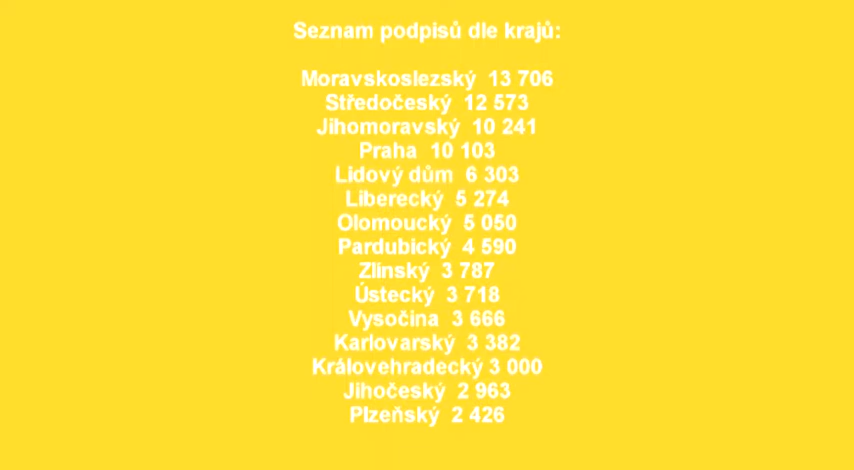 Seznam podpisů dle krajů:
Moravskoslezský 13 706
Středočeský 12 573
Jihomoravský 10 241
Praha 10 103
Lidový dům 6 303
Liberecký 5 274
Olomoucký 5 050
Pardubický 4 590
Zlínský 3 787
Ústecký 3 718
Vysočina 3 666
Karlovarský 3 382
Královehradecký 3 000
Jihočeský 2 963
Plzeňský 2 426